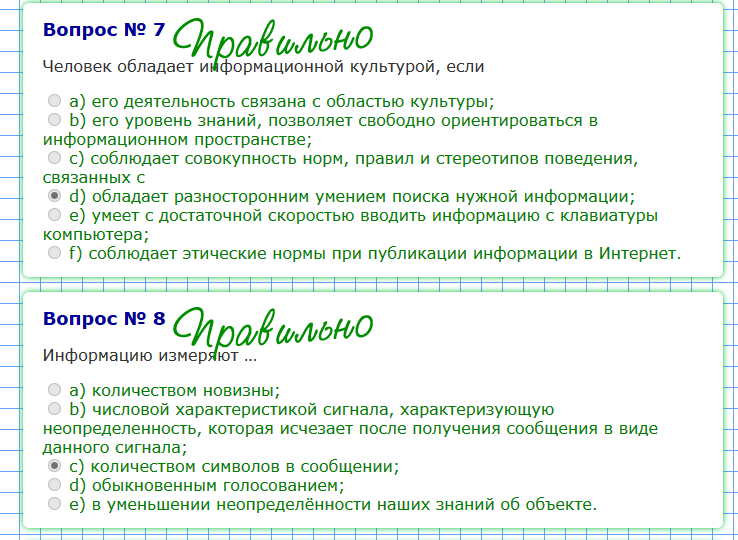 Вопрос № 7 Правильно
Человек обладает информационной культурой, если
a) его деятельность связана с областью культуры;
b) его уровень знаний, позволяет свободно ориентироваться в
информационном пространстве;
c) соблюдает совокупность норм, правил и стереотипов поведения,
связанных с
d) обладает разносторонним умением поиска нужной информации;
e) умеет с достаточной скоростью вводить информацию с клавиатуры
компьютера;
f) соблюдает этические нормы при публикации информации в Интернет.
Вопрос № 8 Правильно
Информацию измеряют ...
a) количеством новизны;
b) числовой характеристикой сигнала, характеризующую
неопределенность, которая исчезает после получения сообщения в виде
данного сигнала;
c) количеством символов в сообщении;
d) обыкновенным голосованием;
e) в уменьшении неопределённости наших знаний об объекте.